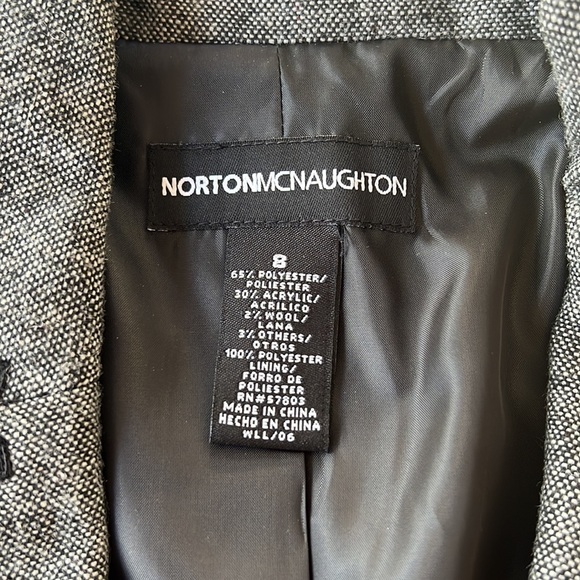 NORTONMCNAUGHTON
8
65% POLYESTER/
POLIESTER
30% ACRYLIC/
ACRILICO
2% WOOL/
LANA
3% OTHERS/
OTROS
100% POLYESTER
LINING/
FORRO DE
POLIESTER
RN#57803
MADE IN CHINA
HECHO EN CHINA
WLL/06